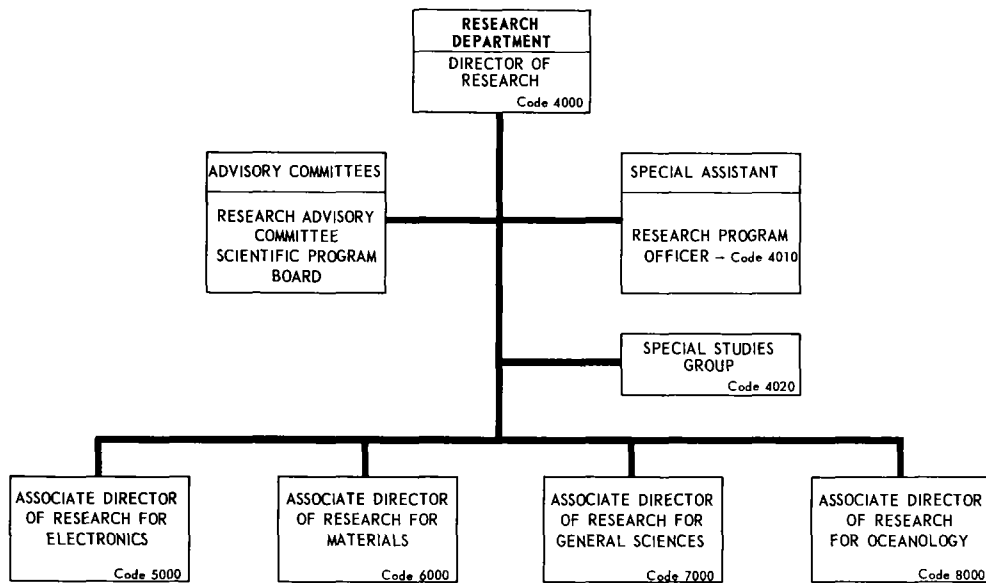 RESEARCH
DEPARTMENT
DIRECTOR OF
RESEARCH
Code 4000
ADVISORY COMMITTEES
RESEARCH ADVISORY
COMMITTEE
SCIENTIFIC PROGRAM
BOARD
SPECIAL ASSISTANT
RESEARCH PROGRAM
OFFICER – Code 4010
SPECIAL STUDIES
GROUP
Code 4020
ASSOCIATE DIRECTOR
OF RESEARCH FOR
ELECTRONICS
Code 5000
ASSOCIATE DIRECTOR
OF RESEARCH FOR
MATERIALS
Code 6000
ASSOCIATE DIRECTOR
OF RESEARCH FOR
GENERAL SCIENCES
Code 7000
ASSOCIATE DIRECTOR
OF RESEARCH
FOR OCEANOLOGY
Code 8000